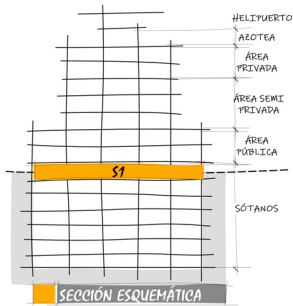 HELIPUERTO
AZOTEA
ÁREA
PRIVADA
ÁREA SEMI
PRIVADA
ÁREA
PÚBLICA
S1
SÓTANOS
SECCIÓN ESQUEMÁTICA